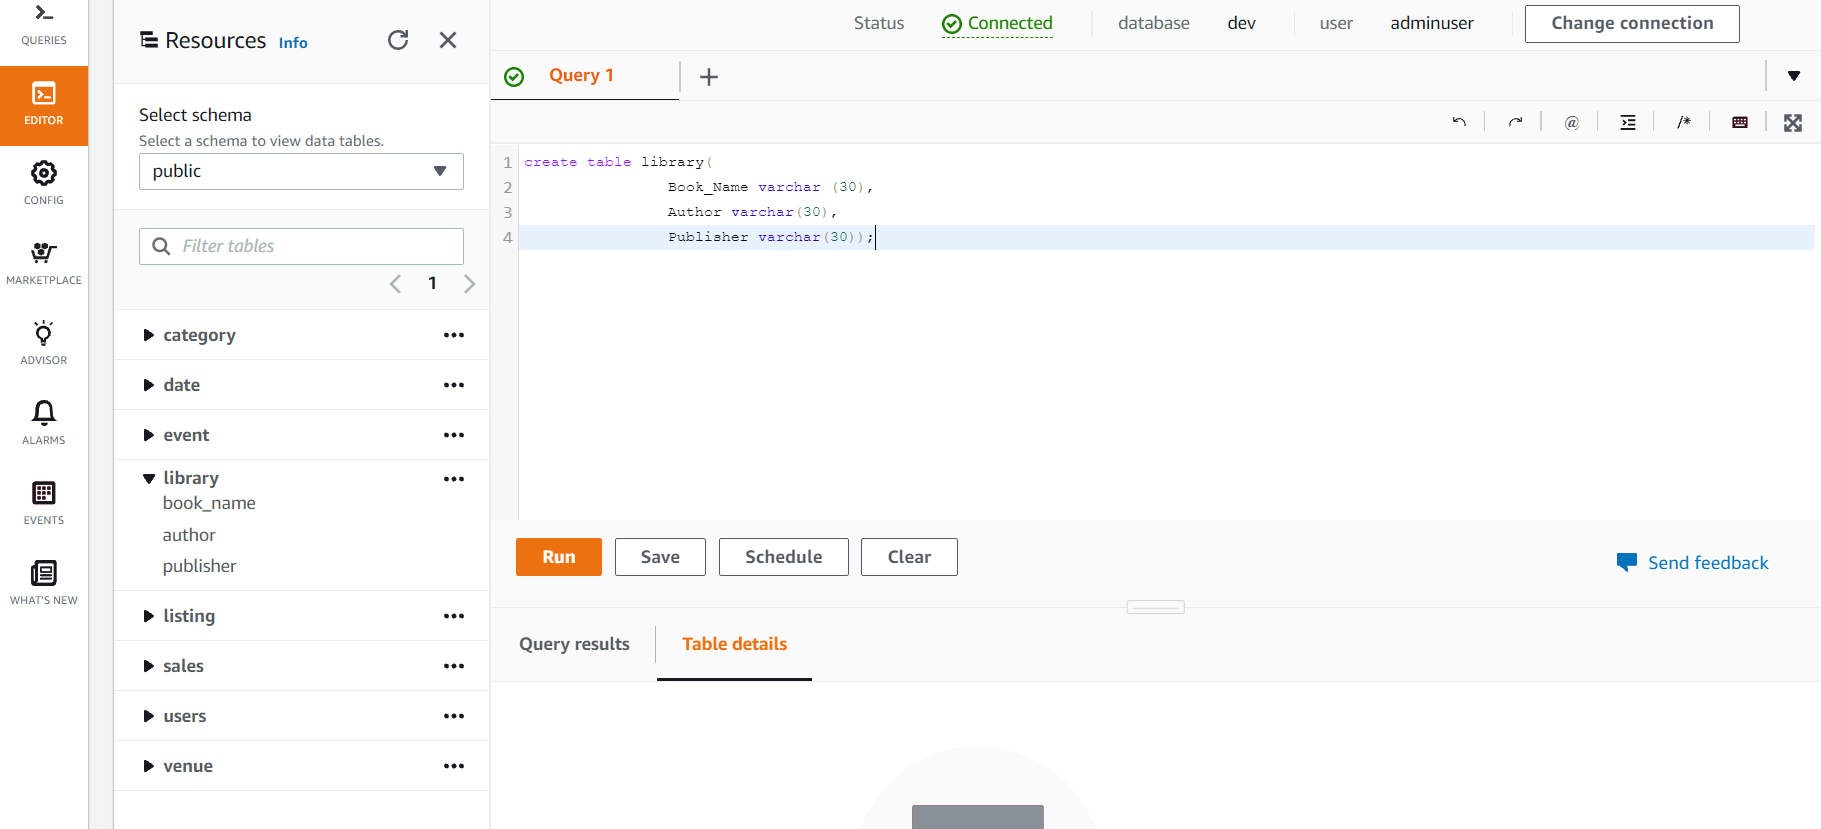 QUERIES
EDITOR
CONFIG
MARKETPLACE
ADVISOR
ALARMS
EVENTS
WHAT'S NEW
Resources Info
Select schema
Select a schema to view data tables.
public
Filter tables
1
category
date
event
library
book_name
author
publisher
listing
sales
users
venue
Status Connected database dev user adminuser Change connection
Query 1
@ /*
1 create table library(
2 Book_Name varchar (30),
3 Author varchar(30),
4 Publisher varchar(30));
Run Save Schedule Clear
Send feedback
Query results Table details